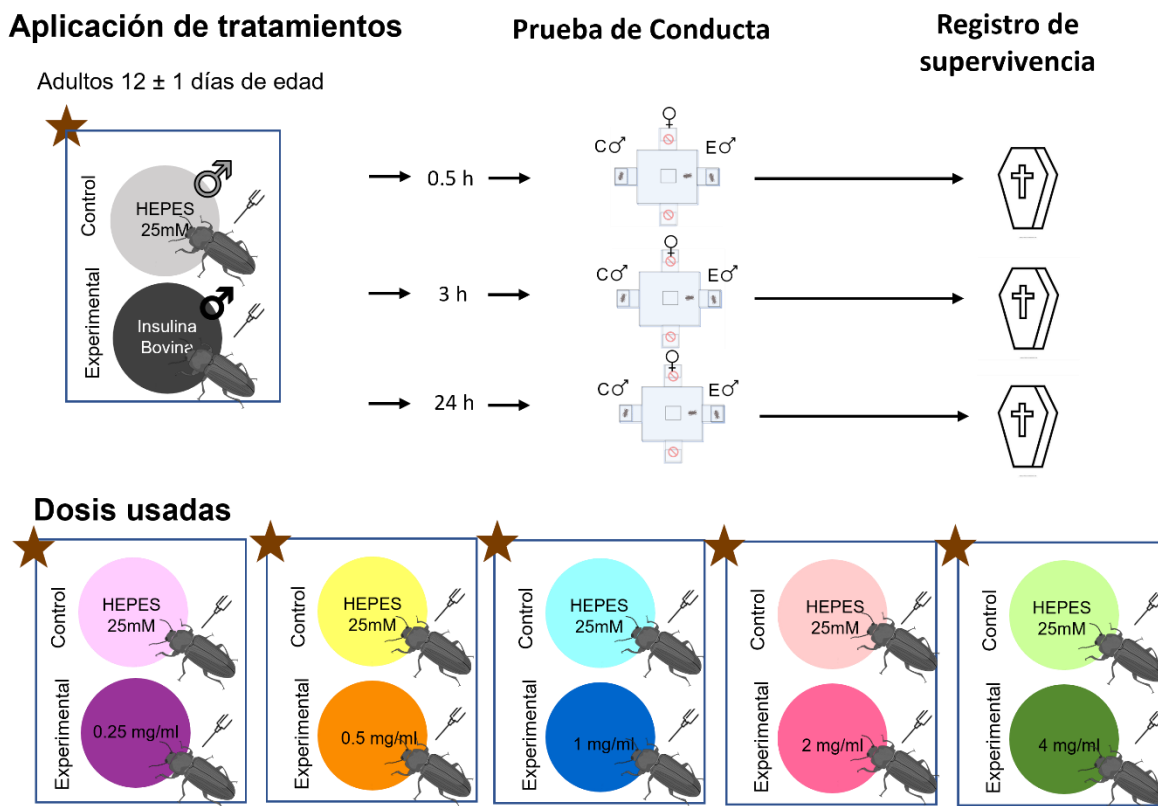 Aplicación de tratamientos
Prueba de Conducta
Registro de
supervivencia
Adultos 12 ± 1 días de edad
Control
HEPES
25mM
♂
Experimental
Insulina
Bovina
♂
0.5 h
♀
C♂
E♂
3 h
♀
C♂
E♂
24 h
♀
C♂
E♂
Dosis usadas
Control
HEPES
25mM
Experimental
0.25 mg/ml
Control
HEPES
25mM
Experimental
0.5 mg/ml
Control
HEPES
25mM
Experimental
1 mg/ml
Control
HEPES
25mM
Experimental
2 mg/ml
Control
HEPES
25mM
Experimental
4 mg/ml